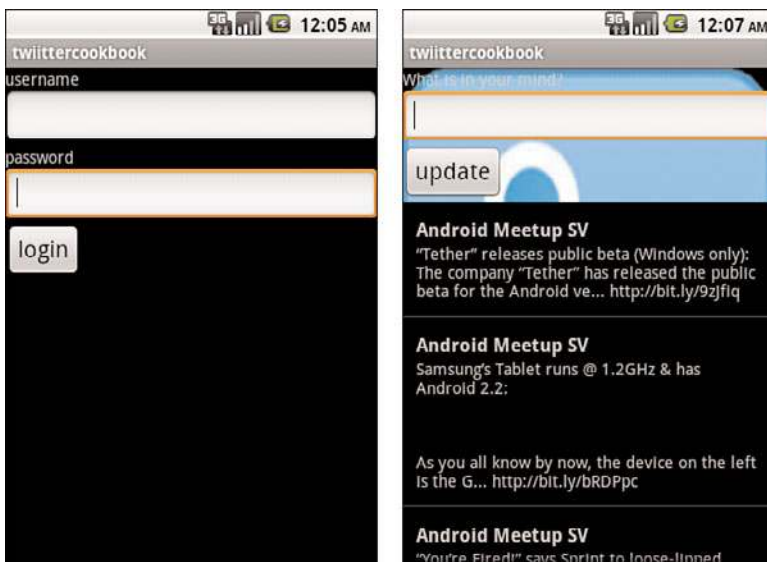 3G 12:05 AM
twiittercookbook
username
password
login
3G 12:07 AM
twiittercookbook
What is in your mind?
update
Android Meetup SV
“Tether” releases public beta (Windows only):
The company “Tether” has released the public
beta for the Android ve... http://bit.ly/9zJfIq
Android Meetup SV
Samsung's Tablet runs @ 1.2GHz & has
Android 2.2:
As you all know by now, the device on the left
is the G... http://bit.ly/bRDPpc
Android Meetup SV
“You're Fired!” says Sprint to loose-lipped